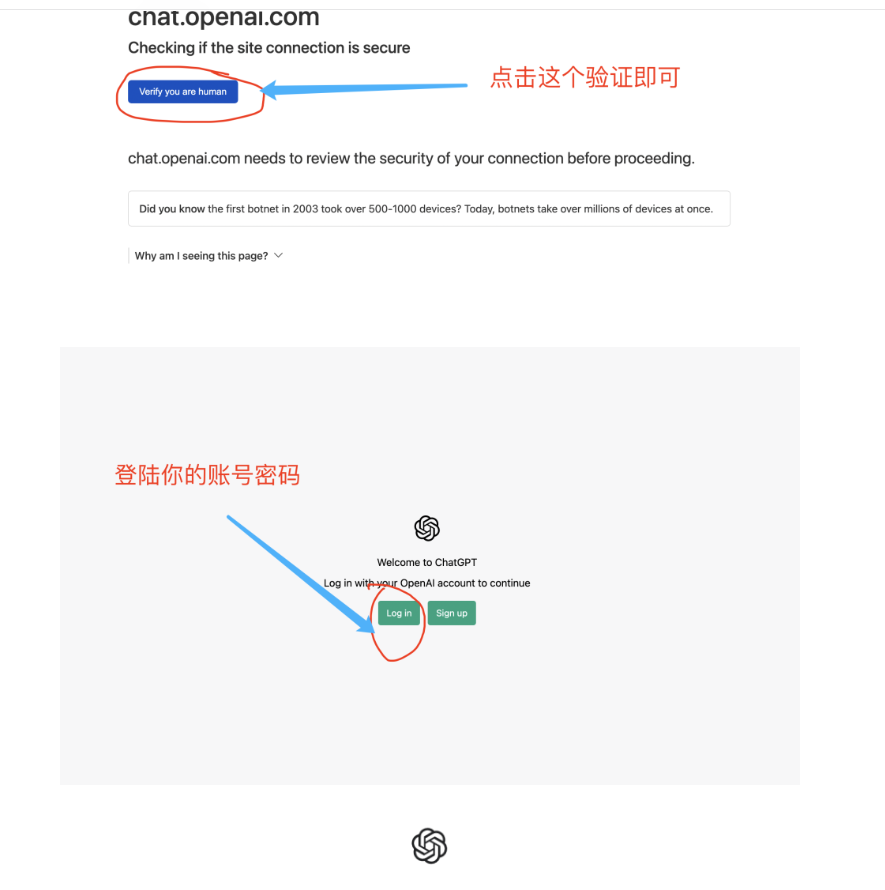 chat.openai.com
Checking if the site connection is secure
点击这个验证即可
Verify you are human
chat.openai.com needs to review the security of your connection before proceeding.
Did you know the first botnet in 2003 took over 500-1000 devices? Today, botnets take over millions of devices at once.
Why am I seeing this page?
登陆你的账号密码
Welcome to ChatGPT
Log in with your OpenAI account to continue
Log in Sign up